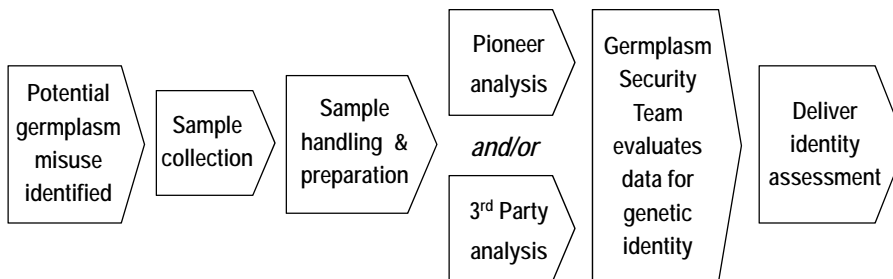 Potential
germplasm
misuse
identified
Sample
collection
Sample
handling &
preparation
Pioneer
analysis
and/or
3rd Party
analysis
Germplasm
Security
Team
evaluates
data for
genetic
identity
Deliver
identity
assessment